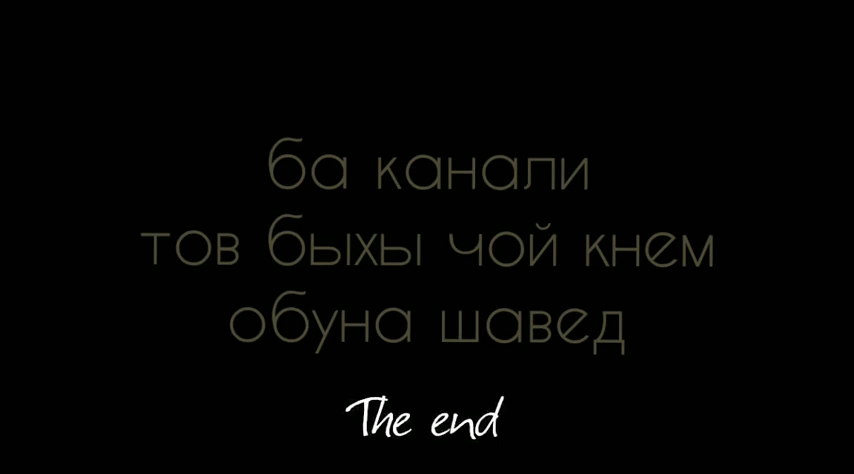 ба канали
тов быхы чой кнем
обуна шавед
The end